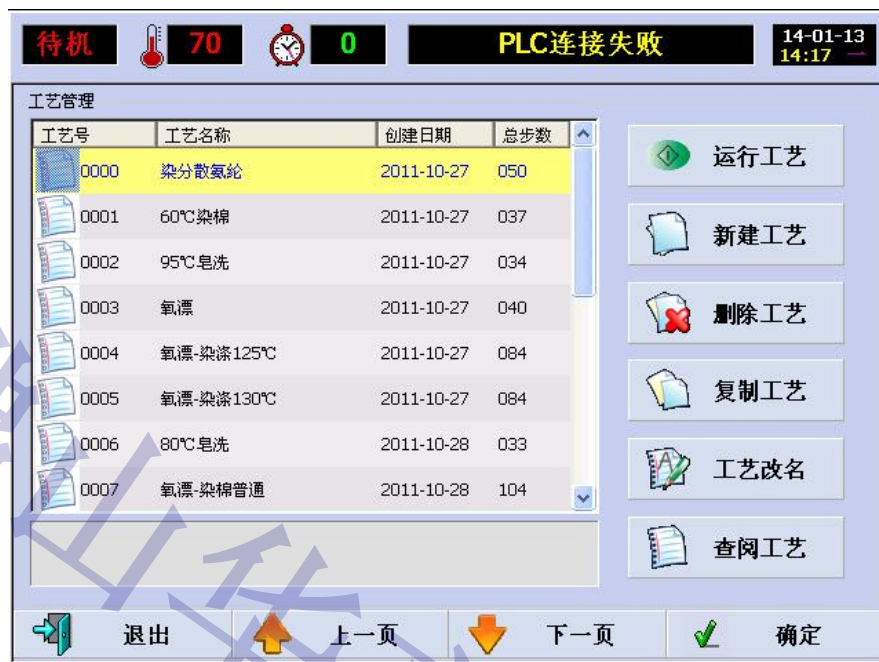 待机 70 0 PLC连接失败 14-01-13
14:17
工艺管理
工艺号 工艺名称 创建日期 总步数
0000 染分散氨纶 2011-10-27 050
0001 60℃染棉 2011-10-27 037
0002 95℃皂洗 2011-10-27 034
0003 氧漂 2011-10-27 040
0004 氧漂-染涤125℃ 2011-10-27 084
0005 氧漂-染涤130℃ 2011-10-27 084
0006 80℃皂洗 2011-10-28 033
0007 氧漂-染棉普通 2011-10-28 104
运行工艺
新建工艺
删除工艺
复制工艺
工艺改名
查阅工艺
退出 上一页 下一页 确定